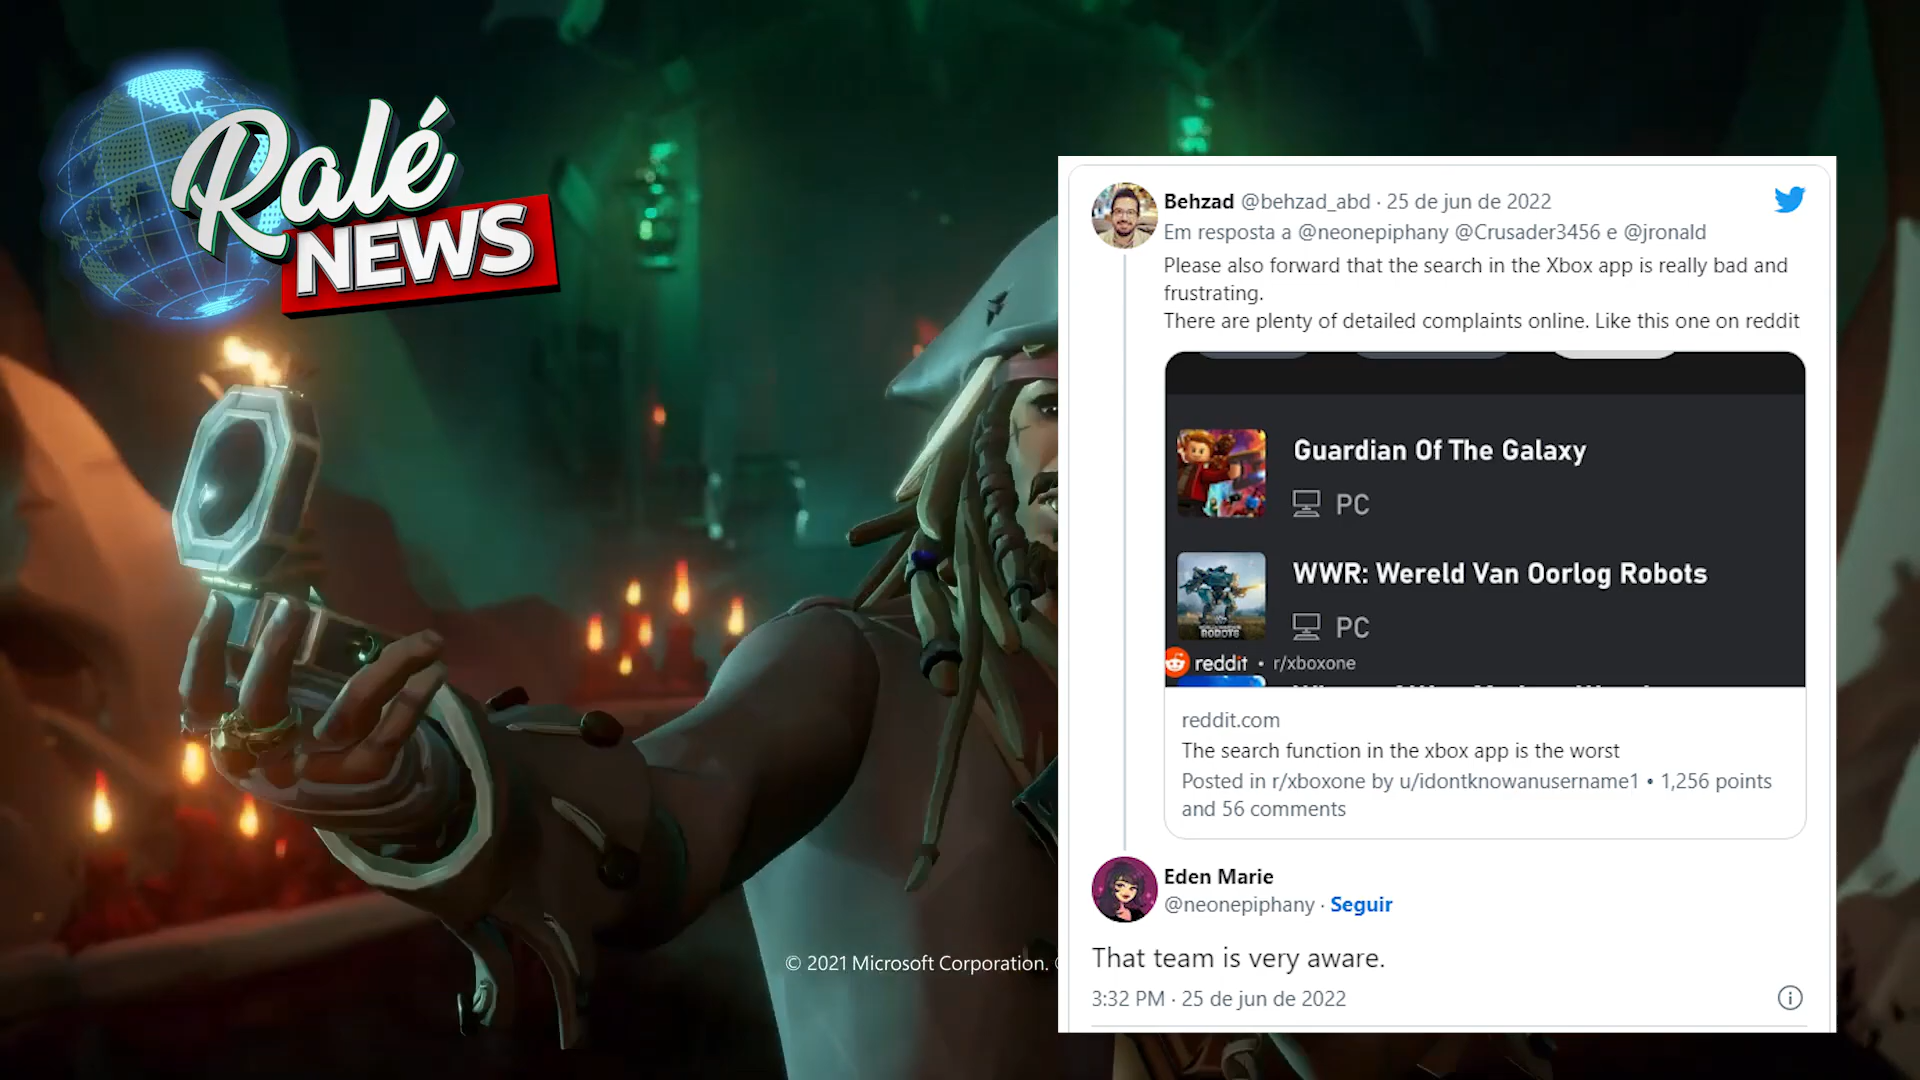 Ralé
NEWS
Behzad @behzad_abd · 25 de jun de 2022
Em resposta a @neonepiphany @Crusader3456 e @jronald
Please also forward that the search in the Xbox app is really bad and
frustrating.
There are plenty of detailed complaints online. Like this one on reddit
Guardian Of The Galaxy
PC
WWR: Wereld Van Oorlog Robots
PC
ROBOTS
reddit • r/xboxone
reddit.com
The search function in the xbox app is the worst
Posted in r/xboxone by u/idontknowanusername1 • 1,256 points
and 56 comments
Eden Marie
@neonepiphany · Seguir
That team is very aware.
3:32 PM · 25 de jun de 2022
© 2021 Microsoft Corporation.